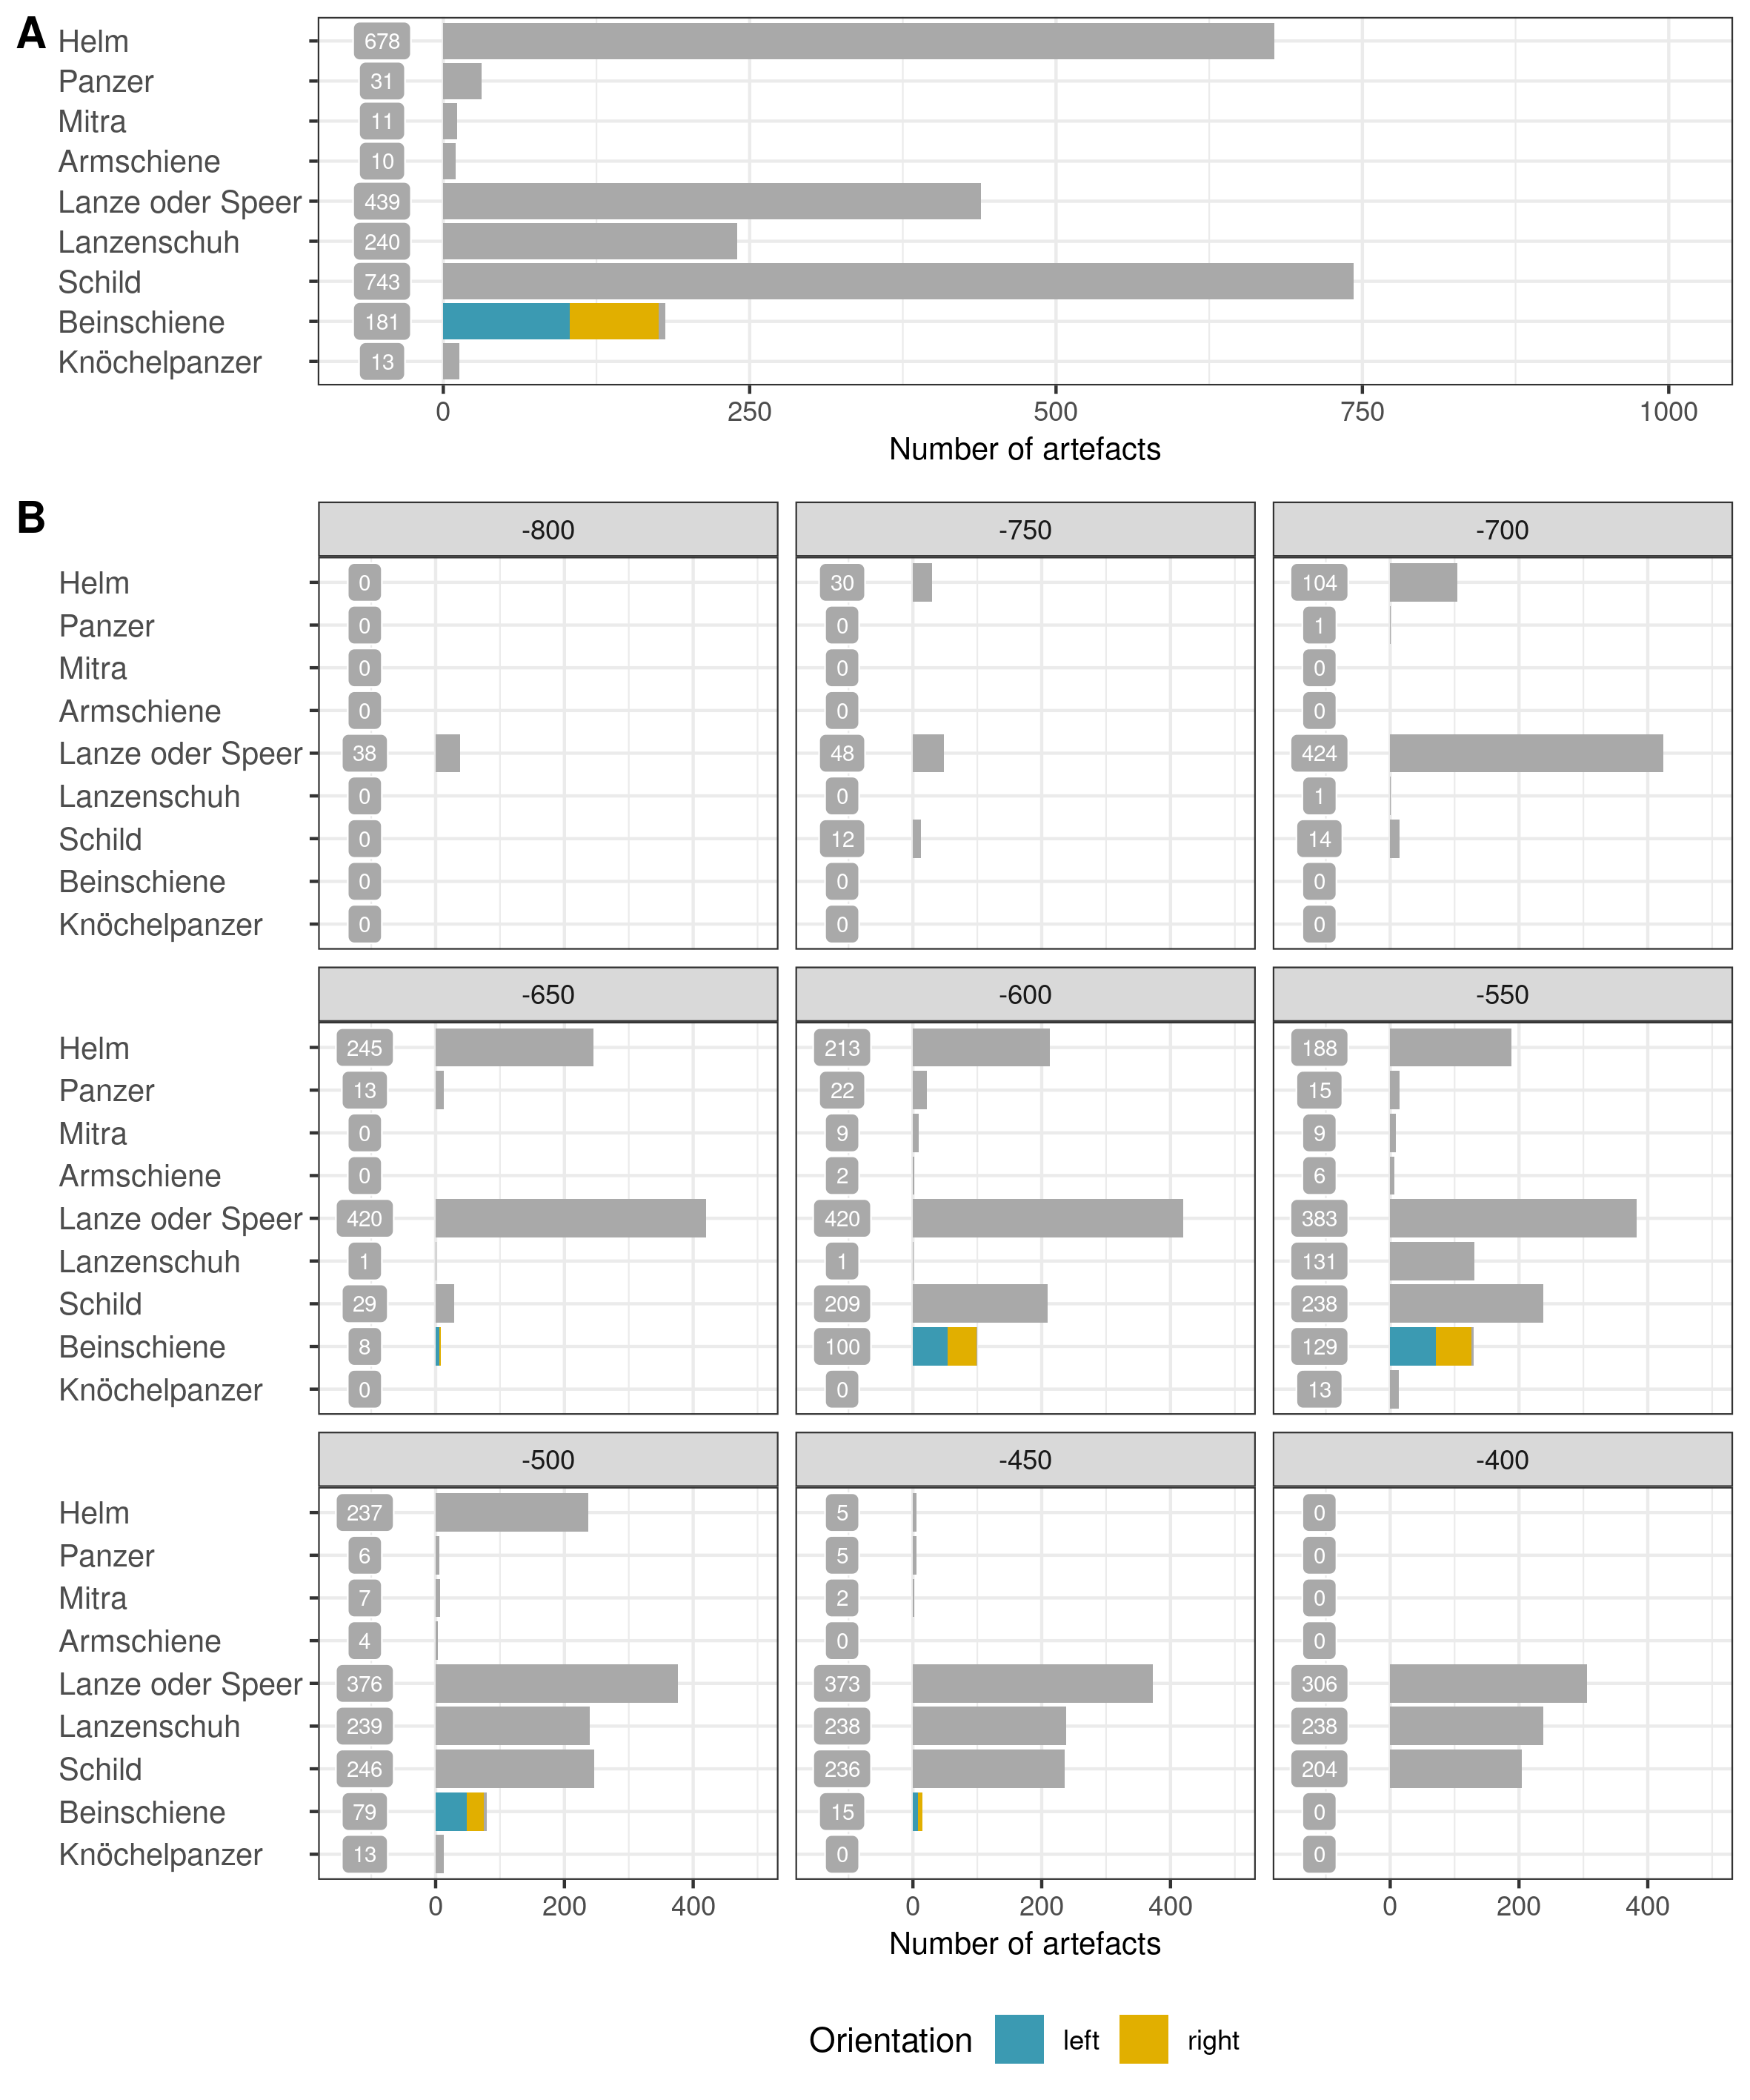 A
Helm 678
Panzer 31
Mitra 11
Armschiene 10
Lanze oder Speer 439
Lanzenschuh 240
Schild 743
Beinschiene 181
Knöchelpanzer 13
0 250 500 750 1000
Number of artefacts
B
-800 -750 -700
Helm 0 30 104
Panzer 0 0 1
Mitra 0 0 0
Armschiene 0 0 0
Lanze oder Speer 38 48 424
Lanzenschuh 0 0 1
Schild 0 12 14
Beinschiene 0 0 0
Knöchelpanzer 0 0 0
-650 -600 -550
Helm 245 213 188
Panzer 13 22 15
Mitra 0 9 9
Armschiene 0 2 6
Lanze oder Speer 420 420 383
Lanzenschuh 1 1 131
Schild 29 209 238
Beinschiene 8 100 129
Knöchelpanzer 0 0 13
-500 -450 -400
Helm 237 5 0
Panzer 6 5 0
Mitra 7 2 0
Armschiene 4 0 0
Lanze oder Speer 376 373 306
Lanzenschuh 239 238 238
Schild 246 236 204
Beinschiene 79 15 0
Knöchelpanzer 13 0 0
0 200 400 0 200 400 0 200 400
Number of artefacts
Orientation left right